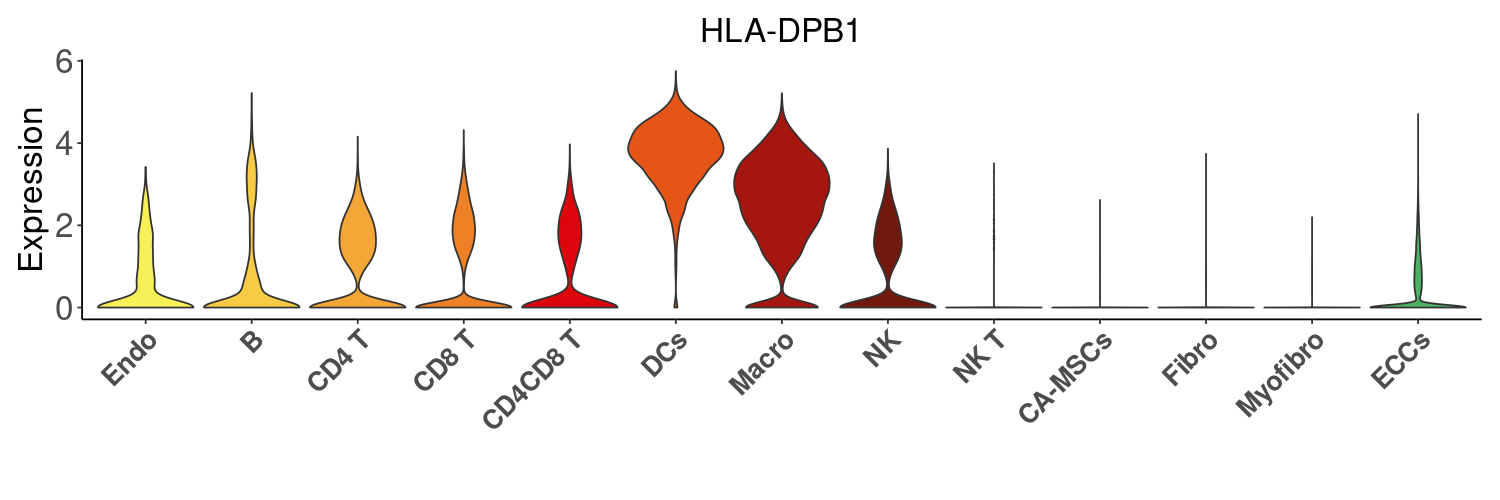 HLA-DPB1
Expression
6
4
2
0
Endo
B
CD4 T
CD8 T
CD4CD8 T
DCs
Macro
NK
NK T
CA-MSCs
Fibro
Myofibro
ECCs